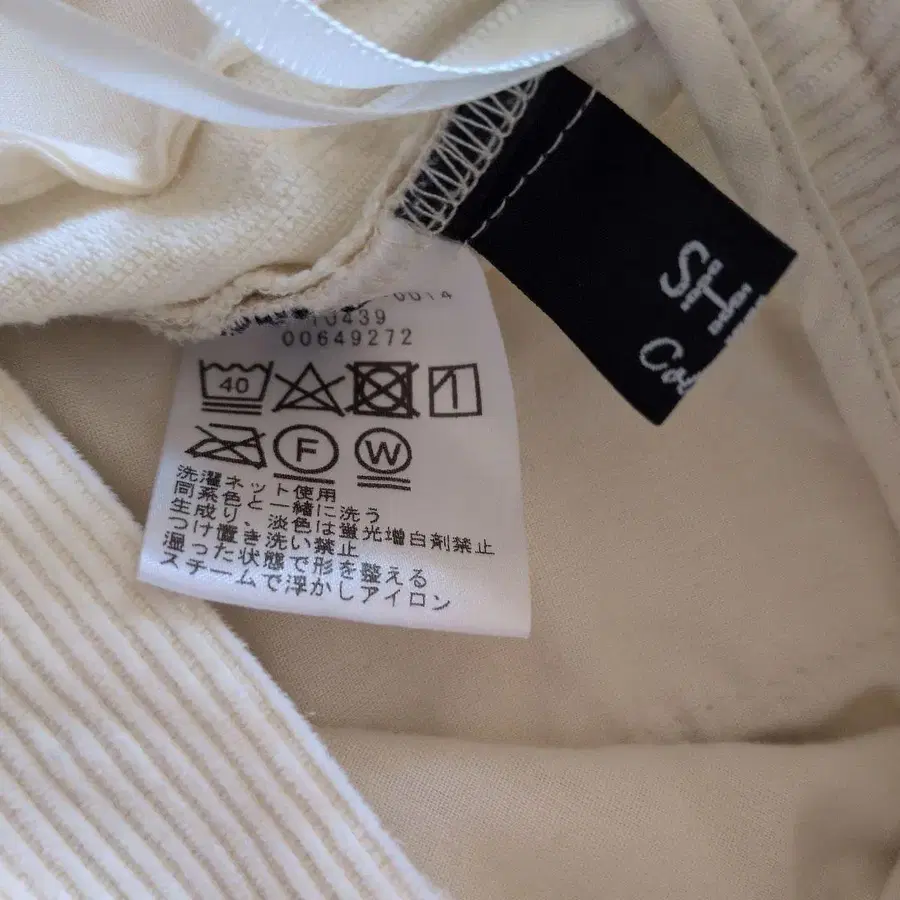 0014
10439
00649272
40
F
W
洗濯ネット使用
同系色と一緒に洗う
生成り、淡色は蛍光増白剤禁止
つけ置き洗い禁止
湿った状態で形を整える
スチームで浮かしアイロン